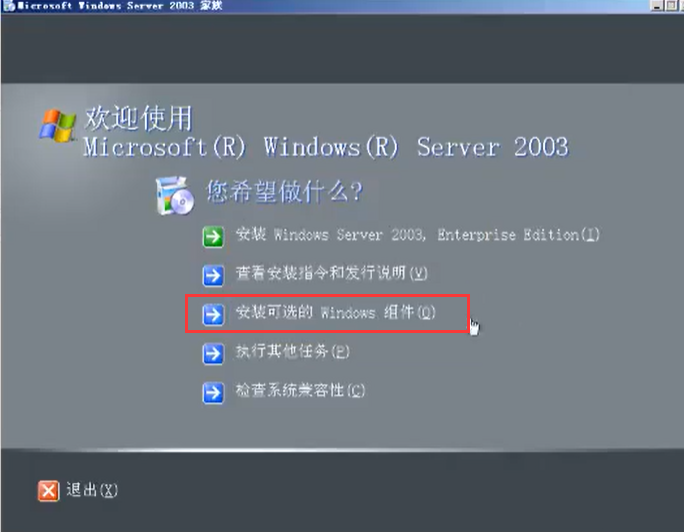 Microsoft Windows Server 2003 家族
欢迎使用
Microsoft(R) Windows(R) Server 2003
您希望做什么?
安装 Windows Server 2003, Enterprise Edition(I)
查看安装指令和发行说明(V)
安装可选的 Windows 组件(O)
执行其他任务(P)
检查系统兼容性(C)
退出(X)